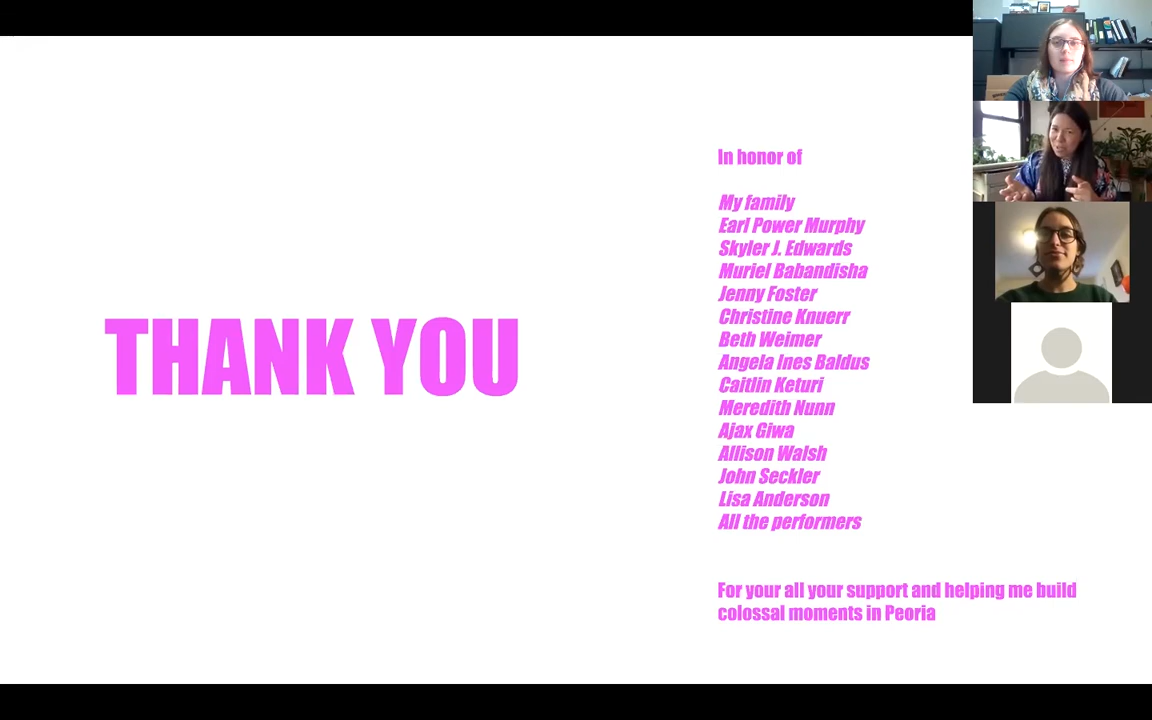 THANK YOU
In honor of
My family
Earl Power Murphy
Skyler J. Edwards
Muriel Babandisha
Jenny Foster
Christine Knuerr
Beth Weimer
Angela Ines Baldus
Caitlin Keturi
Meredith Nunn
Ajax Giwa
Allison Walsh
John Seckler
Lisa Anderson
All the performers
For your all your support and helping me build
colossal moments in Peoria